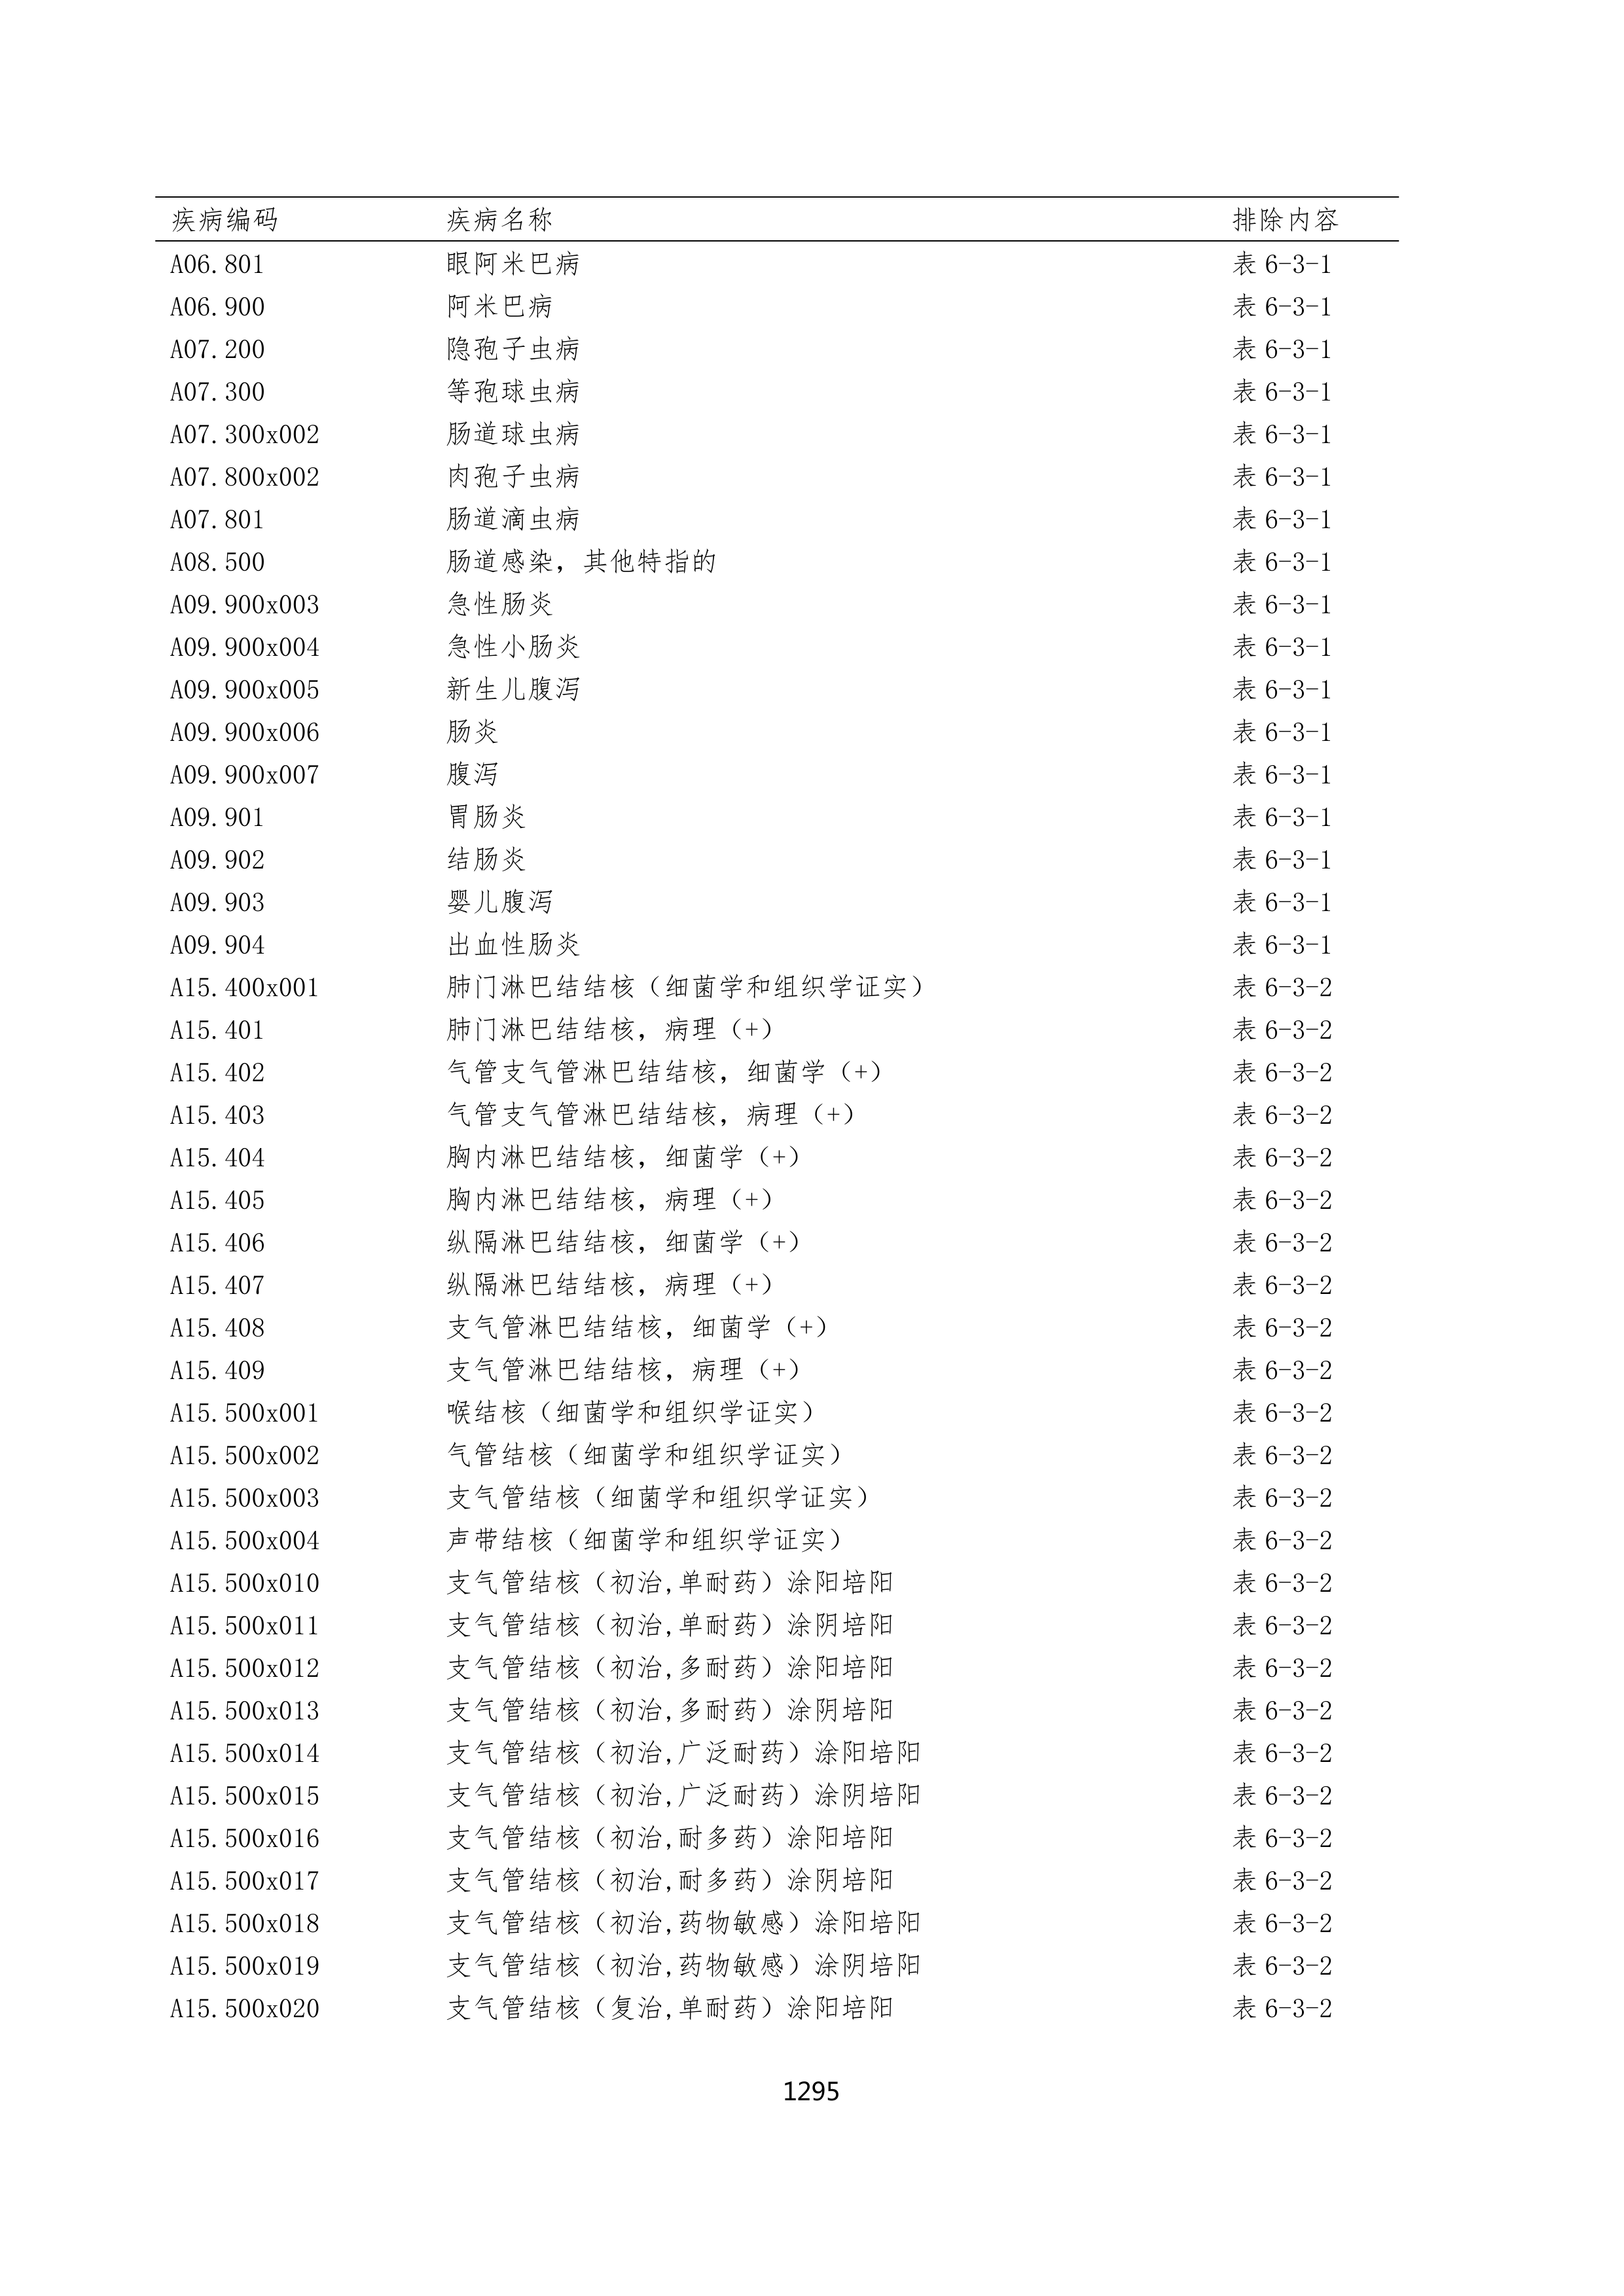 疾病编码 疾病名称 排除内容
A06.801 眼阿米巴病 表 6-3-1
A06.900 阿米巴病 表 6-3-1
A07.200 隐孢子虫病 表 6-3-1
A07.300 等孢球虫病 表 6-3-1
A07.300x002 肠道球虫病 表 6-3-1
A07.800x002 肉孢子虫病 表 6-3-1
A07.801 肠道滴虫病 表 6-3-1
A08.500 肠道感染，其他特指的 表 6-3-1
A09.900x003 急性肠炎 表 6-3-1
A09.900x004 急性小肠炎 表 6-3-1
A09.900x005 新生儿腹泻 表 6-3-1
A09.900x006 肠炎 表 6-3-1
A09.900x007 腹泻 表 6-3-1
A09.901 胃肠炎 表 6-3-1
A09.902 结肠炎 表 6-3-1
A09.903 婴儿腹泻 表 6-3-1
A09.904 出血性肠炎 表 6-3-1
A15.400x001 肺门淋巴结结核（细菌学和组织学证实） 表 6-3-2
A15.401 肺门淋巴结结核，病理（+） 表 6-3-2
A15.402 气管支气管淋巴结结核，细菌学（+） 表 6-3-2
A15.403 气管支气管淋巴结结核，病理（+） 表 6-3-2
A15.404 胸内淋巴结结核，细菌学（+） 表 6-3-2
A15.405 胸内淋巴结结核，病理（+） 表 6-3-2
A15.406 纵隔淋巴结结核，细菌学（+） 表 6-3-2
A15.407 纵隔淋巴结结核，病理（+） 表 6-3-2
A15.408 支气管淋巴结结核，细菌学（+） 表 6-3-2
A15.409 支气管淋巴结结核，病理（+） 表 6-3-2
A15.500x001 喉结核（细菌学和组织学证实） 表 6-3-2
A15.500x002 气管结核（细菌学和组织学证实） 表 6-3-2
A15.500x003 支气管结核（细菌学和组织学证实） 表 6-3-2
A15.500x004 声带结核（细菌学和组织学证实） 表 6-3-2
A15.500x010 支气管结核（初治,单耐药）涂阳培阳 表 6-3-2
A15.500x011 支气管结核（初治,单耐药）涂阴培阳 表 6-3-2
A15.500x012 支气管结核（初治,多耐药）涂阳培阳 表 6-3-2
A15.500x013 支气管结核（初治,多耐药）涂阴培阳 表 6-3-2
A15.500x014 支气管结核（初治,广泛耐药）涂阳培阳 表 6-3-2
A15.500x015 支气管结核（初治,广泛耐药）涂阴培阳 表 6-3-2
A15.500x016 支气管结核（初治,耐多药）涂阳培阳 表 6-3-2
A15.500x017 支气管结核（初治,耐多药）涂阴培阳 表 6-3-2
A15.500x018 支气管结核（初治,药物敏感）涂阳培阳 表 6-3-2
A15.500x019 支气管结核（初治,药物敏感）涂阴培阳 表 6-3-2
A15.500x020 支气管结核（复治,单耐药）涂阳培阳 表 6-3-2
1295